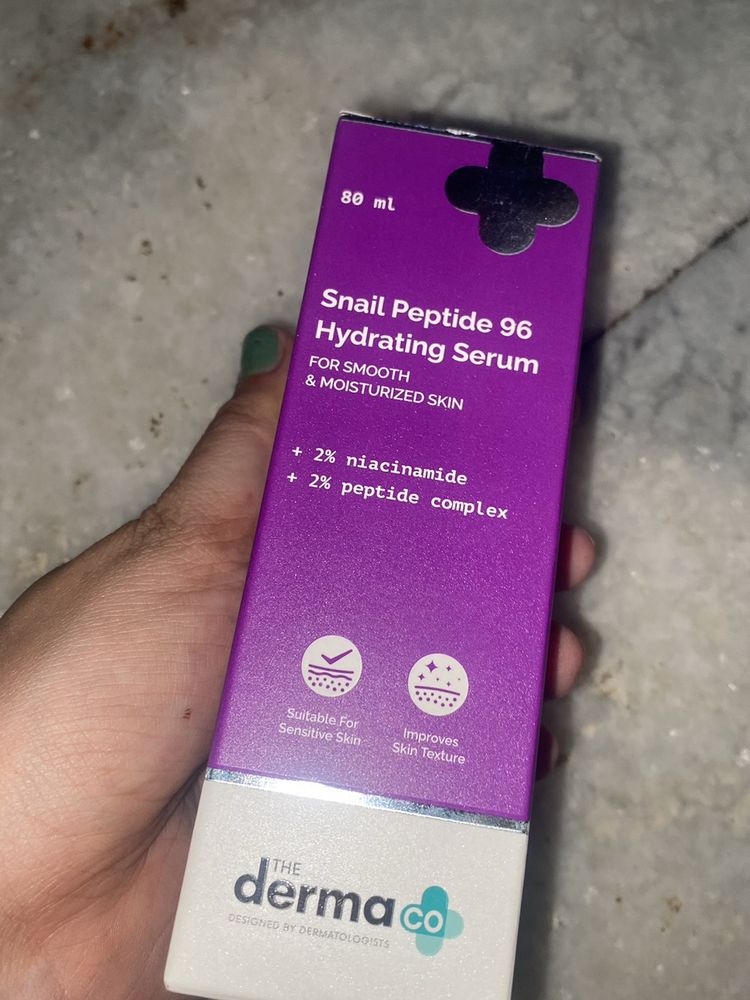 80 ml
Snail Peptide 96
Hydrating Serum
FOR SMOOTH
& MOISTURIZED SKIN
+ 2% niacinamide
+ 2% peptide complex
Suitable For
Sensitive Skin
Improves
Skin Texture
THE
derma co
DESIGNED BY DERMATOLOGISTS